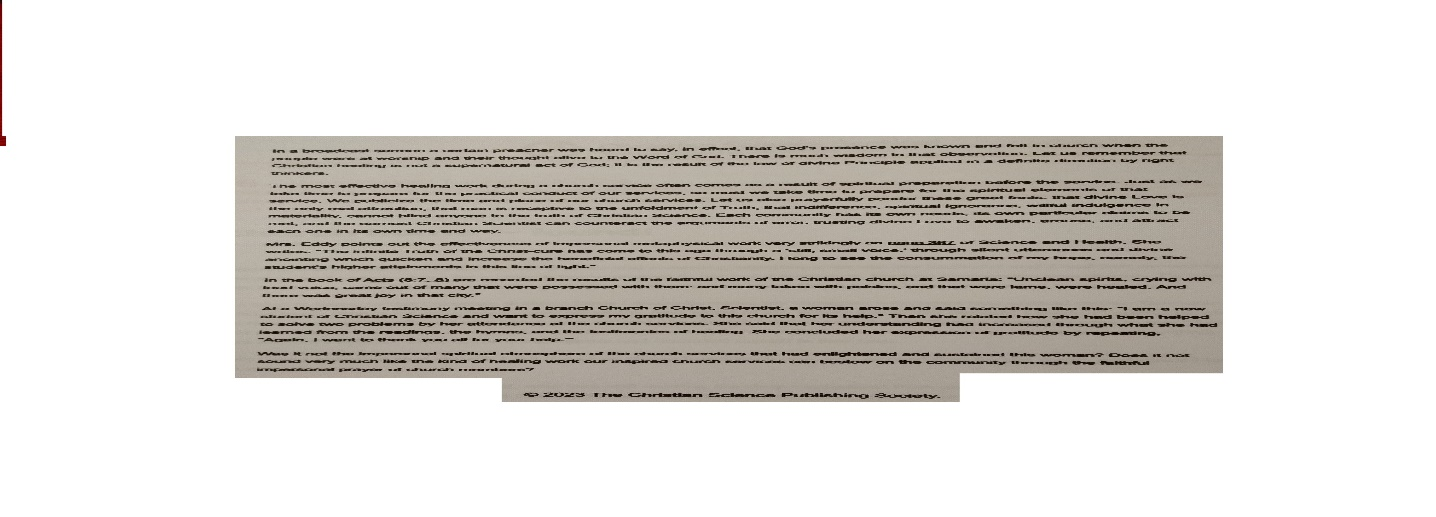 In a broadcast sermon a certain preacher was heard to say, in effect, that God's presence was known and felt in church when the
people were at worship and their thought alive to the Word of God. There is much wisdom in that observation. Let us remember that
Christian healing is not a supernatural act of God; it is the result of the law of divine Principle applied in a definite direction by right
thinkers.
The most effective healing work during a church service often comes as a result of spiritual preparation before the service. Just as we
take time to prepare for the practical conduct of our services, so must we take time to prepare for the spiritual elements of that
service. We publicize the time and place of our church services. Let us also prayerfully ponder these great facts: that divine Love is
the only real attraction, that man is receptive to the unfoldment of Truth, that indifference, spiritual ignorance, willful indulgence in
materiality, cannot blind anyone to the truth of Christian Science. Each community has its own needs, its own particular claims to be
met, and the earnest Christian Scientist can counteract the arguments of error, trusting divine Love to awaken, arouse, and attract
each one in its own time and way.
Mrs. Eddy points out the effectiveness of impersonal metaphysical work very strikingly on of Science and Health. She
writes: "The infinite Truth of the Christ-cure has come to this age through a 'still, small voice,' through silent utterances and divine
anointing which quicken and increase the beneficial effects of Christianity. I long to see the consummation of my hope, namely, the
student's higher attainments in this line of light."
In the book of Acts (8:7, 8) we find the results of the faithful work of the Christian church at Samaria: "Unclean spirits, crying with
loud voice, came out of many that were possessed with them: and many taken with palsies, and that were lame, were healed. And
there was great joy in that city."
At a Wednesday testimony meeting in a branch Church of Christ, Scientist, a woman arose and said something like this: "I am a new
student of Christian Science and want to express my gratitude to this church for its help." Then she related how she had been helped
to solve two problems by her attendance at the church services. She said that her understanding had increased through what she had
learned from the readings, the hymns, and the testimonies of healing. She concluded her expression of gratitude by repeating,
"Again, I want to thank you all for your help."
Was it not the impersonal spiritual atmosphere of the church services that had enlightened and sustained this woman? Does it not
sound very much like the kind of healing work our inspired church services can bestow on the community through the faithful
impersonal prayer of church members?
© 2023 The Christian Science Publishing Society.